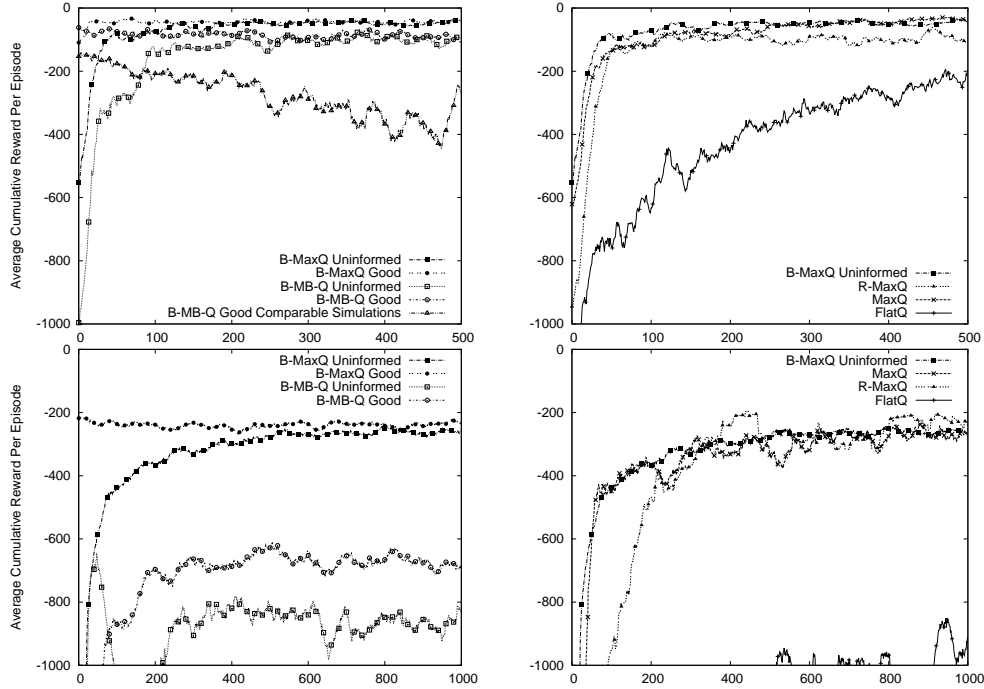 0
-200
-400
-600
-800
-1000
Average Cumulative Reward Per Episode
B-MaxQ Uninformed
B-MaxQ Good
B-MB-Q Uninformed
B-MB-Q Good
B-MB-Q Good Comparable Simulations
0 100 200 300 400 500
0
-200
-400
-600
-800
-1000
B-MaxQ Uninformed
R-MaxQ
MaxQ
FlatQ
0 100 200 300 400 500
0
-200
-400
-600
-800
-1000
Average Cumulative Reward Per Episode
B-MaxQ Uninformed
B-MaxQ Good
B-MB-Q Uninformed
B-MB-Q Good
0 200 400 600 800 1000
0
-200
-400
-600
-800
-1000
B-MaxQ Uninformed
MaxQ
R-MaxQ
FlatQ
0 200 400 600 800 1000